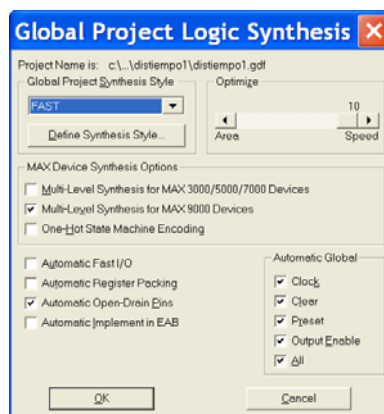 Global Project Logic Synthesis
Project Name is: c:\...\distiempo1\distiempo1.gdf
Global Project Synthesis Style
FAST
Define Synthesis Style...
Optimize
10
Area Speed
MAX Device Synthesis Options
Multi-Level Synthesis for MAX 3000/5000/7000 Devices
Multi-Level Synthesis for MAX 9000 Devices
One-Hot State Machine Encoding
Automatic Fast I/O
Automatic Register Packing
Automatic Open-Drain Pins
Automatic Implement in EAB
Automatic Global
Clock
Clear
Preset
Output Enable
All
OK
Cancel